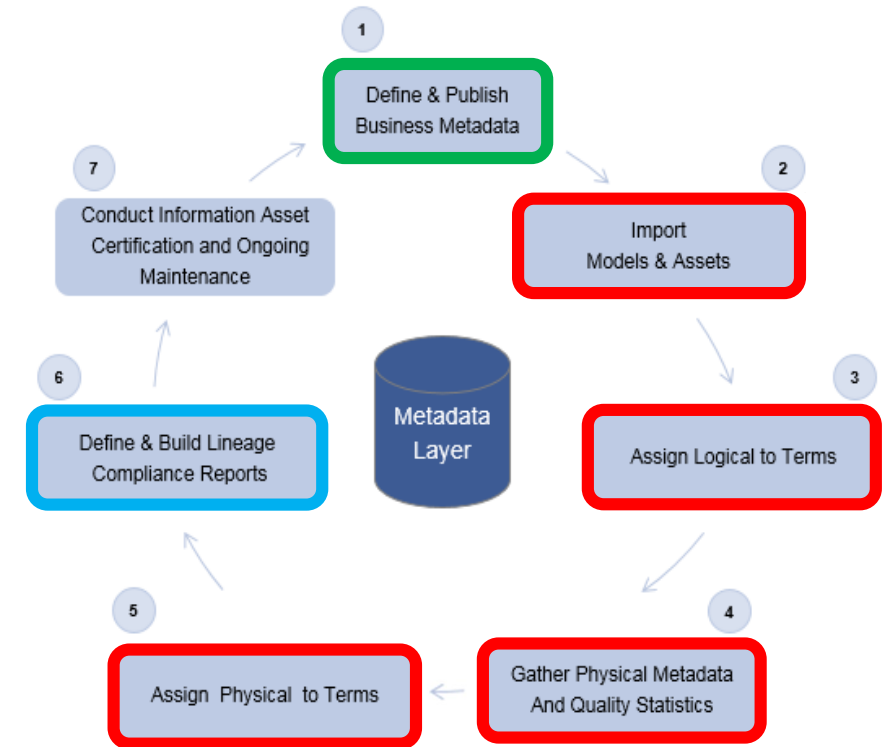 1
Define & Publish
Business Metadata
2
Import
Models & Assets
3
Assign Logical to Terms
4
Gather Physical Metadata
And Quality Statistics
5
Assign Physical to Terms
6
Define & Build Lineage
Compliance Reports
7
Conduct Information Asset
Certification and Ongoing
Maintenance
Metadata
Layer